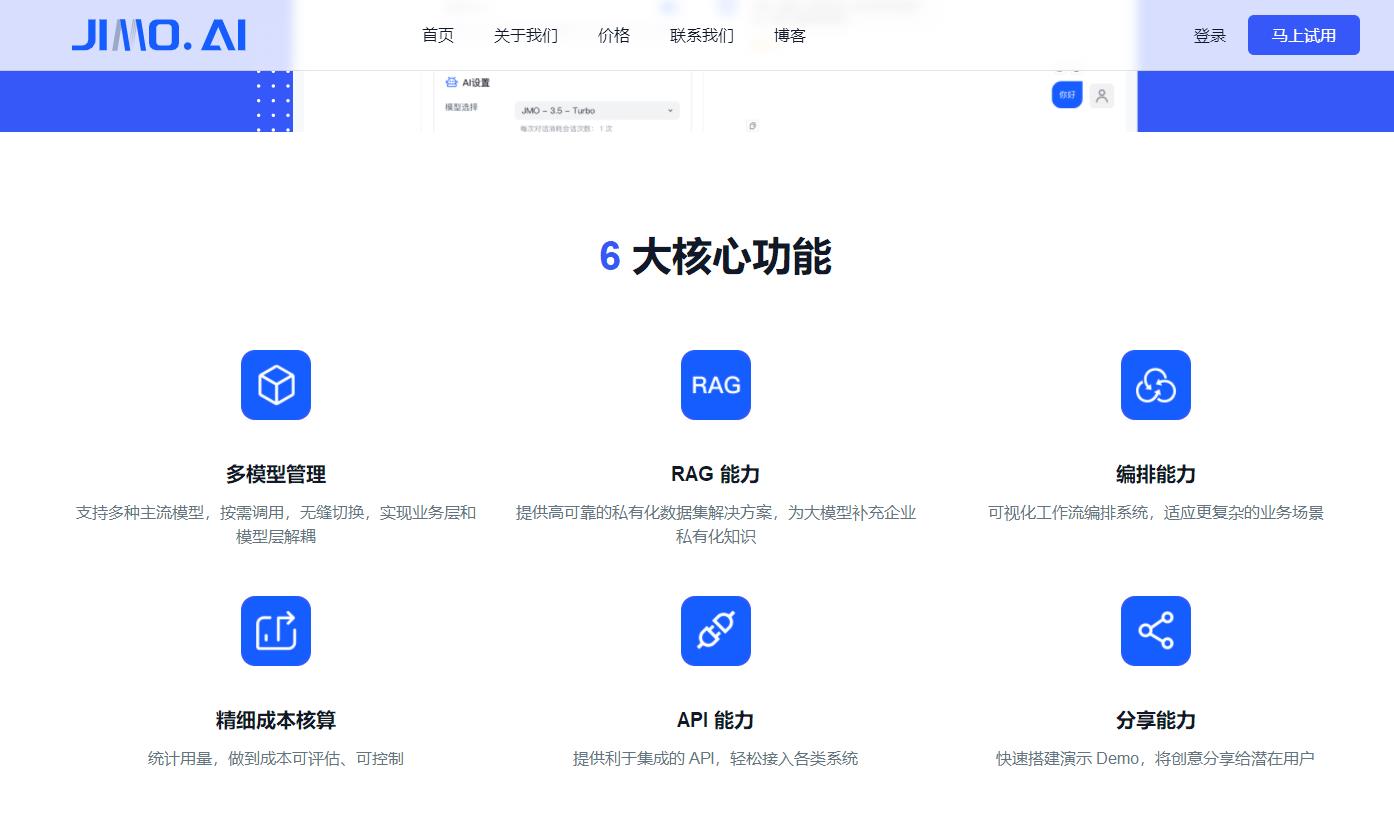 JIMO.AI
首页 关于我们 价格 联系我们 博客
登录 马上试用
AI设置
模型选择 JMO – 3.5 – Turbo
每次对话消耗会话次数： 1 次
你好
6 大核心功能
多模型管理
支持多种主流模型，按需调用，无缝切换，实现业务层和
模型层解耦
RAG
RAG 能力
提供高可靠的私有化数据集解决方案，为大模型补充企业
私有化知识
编排能力
可视化工作流编排系统，适应更复杂的业务场景
精细成本核算
统计用量，做到成本可评估、可控制
API 能力
提供利于集成的 API，轻松接入各类系统
分享能力
快速搭建演示 Demo，将创意分享给潜在用户